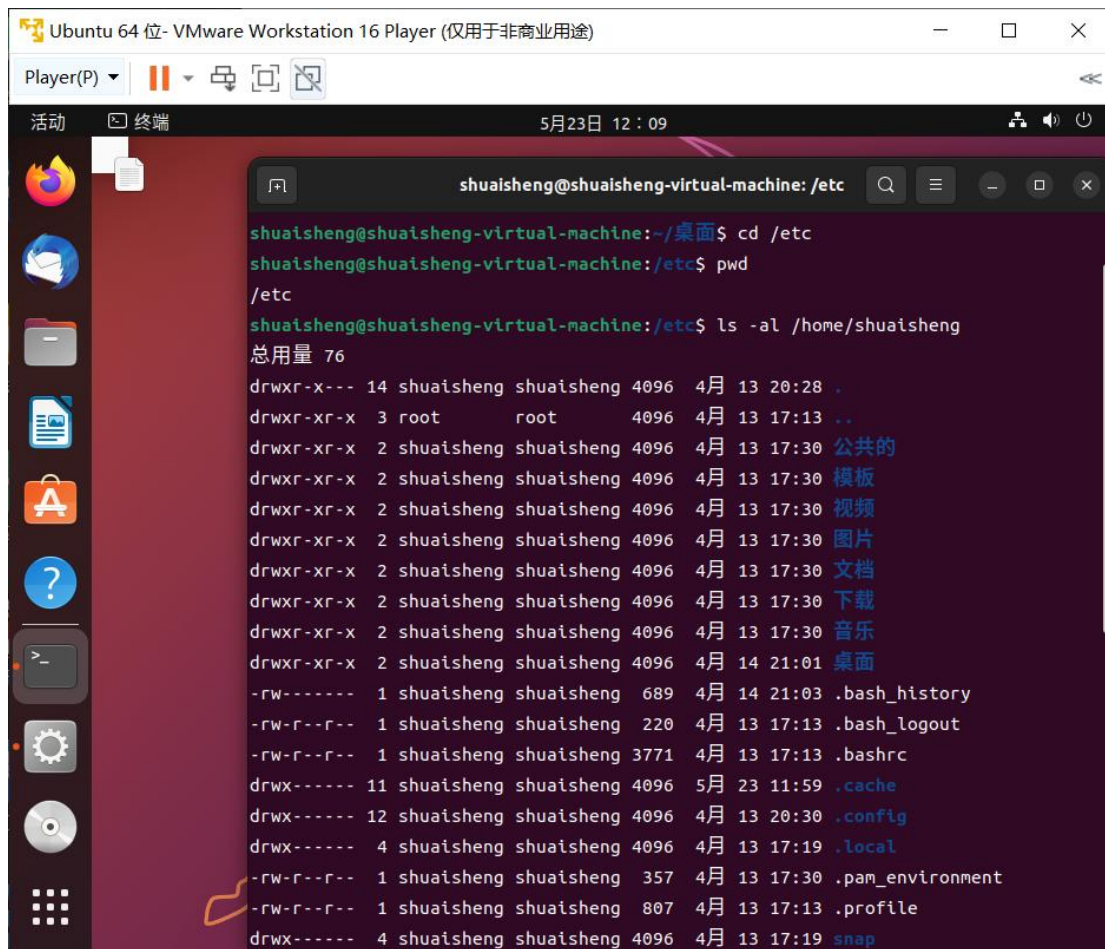 Ubuntu 64 位- VMware Workstation 16 Player (仅用于非商业用途)
Player(P)
活动 终端 5月23日 12：09
shuaisheng@shuaisheng-virtual-machine: /etc
shuaisheng@shuaisheng-virtual-machine:~/桌面$ cd /etc
shuaisheng@shuaisheng-virtual-machine:/etc$ pwd
/etc
shuaisheng@shuaisheng-virtual-machine:/etc$ ls -al /home/shuaisheng
总用量 76
drwxr-x--- 14 shuaisheng shuaisheng 4096 4月 13 20:28 .
drwxr-xr-x 3 root root 4096 4月 13 17:13 ..
drwxr-xr-x 2 shuaisheng shuaisheng 4096 4月 13 17:30 公共的
drwxr-xr-x 2 shuaisheng shuaisheng 4096 4月 13 17:30 模板
drwxr-xr-x 2 shuaisheng shuaisheng 4096 4月 13 17:30 视频
drwxr-xr-x 2 shuaisheng shuaisheng 4096 4月 13 17:30 图片
drwxr-xr-x 2 shuaisheng shuaisheng 4096 4月 13 17:30 文档
drwxr-xr-x 2 shuaisheng shuaisheng 4096 4月 13 17:30 下载
drwxr-xr-x 2 shuaisheng shuaisheng 4096 4月 13 17:30 音乐
drwxr-xr-x 2 shuaisheng shuaisheng 4096 4月 14 21:01 桌面
-rw------- 1 shuaisheng shuaisheng 689 4月 14 21:03 .bash_history
-rw-r--r-- 1 shuaisheng shuaisheng 220 4月 13 17:13 .bash_logout
-rw-r--r-- 1 shuaisheng shuaisheng 3771 4月 13 17:13 .bashrc
drwx------ 11 shuaisheng shuaisheng 4096 5月 23 11:59 .cache
drwx------ 12 shuaisheng shuaisheng 4096 4月 13 20:30 .config
drwx------ 4 shuaisheng shuaisheng 4096 4月 13 17:19 .local
-rw-r--r-- 1 shuaisheng shuaisheng 357 4月 13 17:30 .pam_environment
-rw-r--r-- 1 shuaisheng shuaisheng 807 4月 13 17:13 .profile
drwx------ 4 shuaisheng shuaisheng 4096 4月 13 17:19 snap